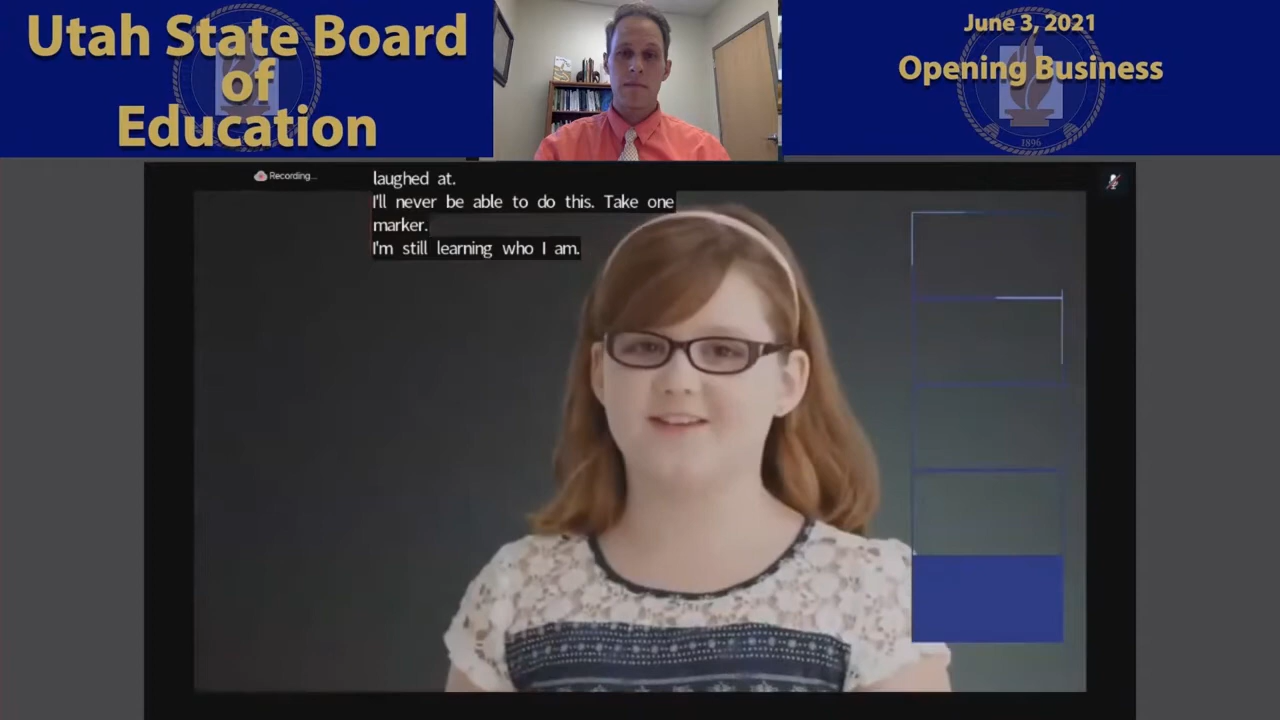 Utah State Board
of
Education
June 3, 2021
Opening Business
1896
Recording...
laughed at.
I'll never be able to do this. Take one
marker.
I'm still learning who I am.